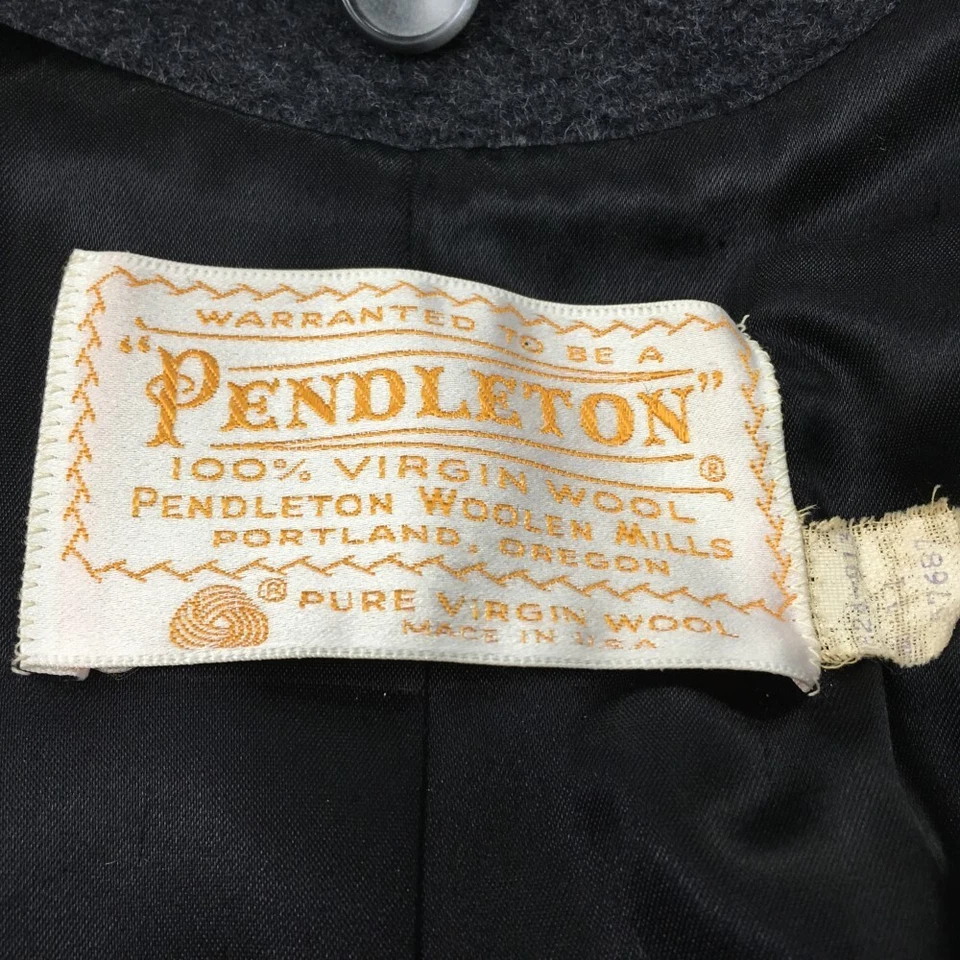 WARRANTED TO BE A
"PENDLETON"®
100% VIRGIN WOOL
PENDLETON WOOLEN MILLS
PORTLAND, OREGON
® PURE VIRGIN WOOL
MADE IN U.S.A